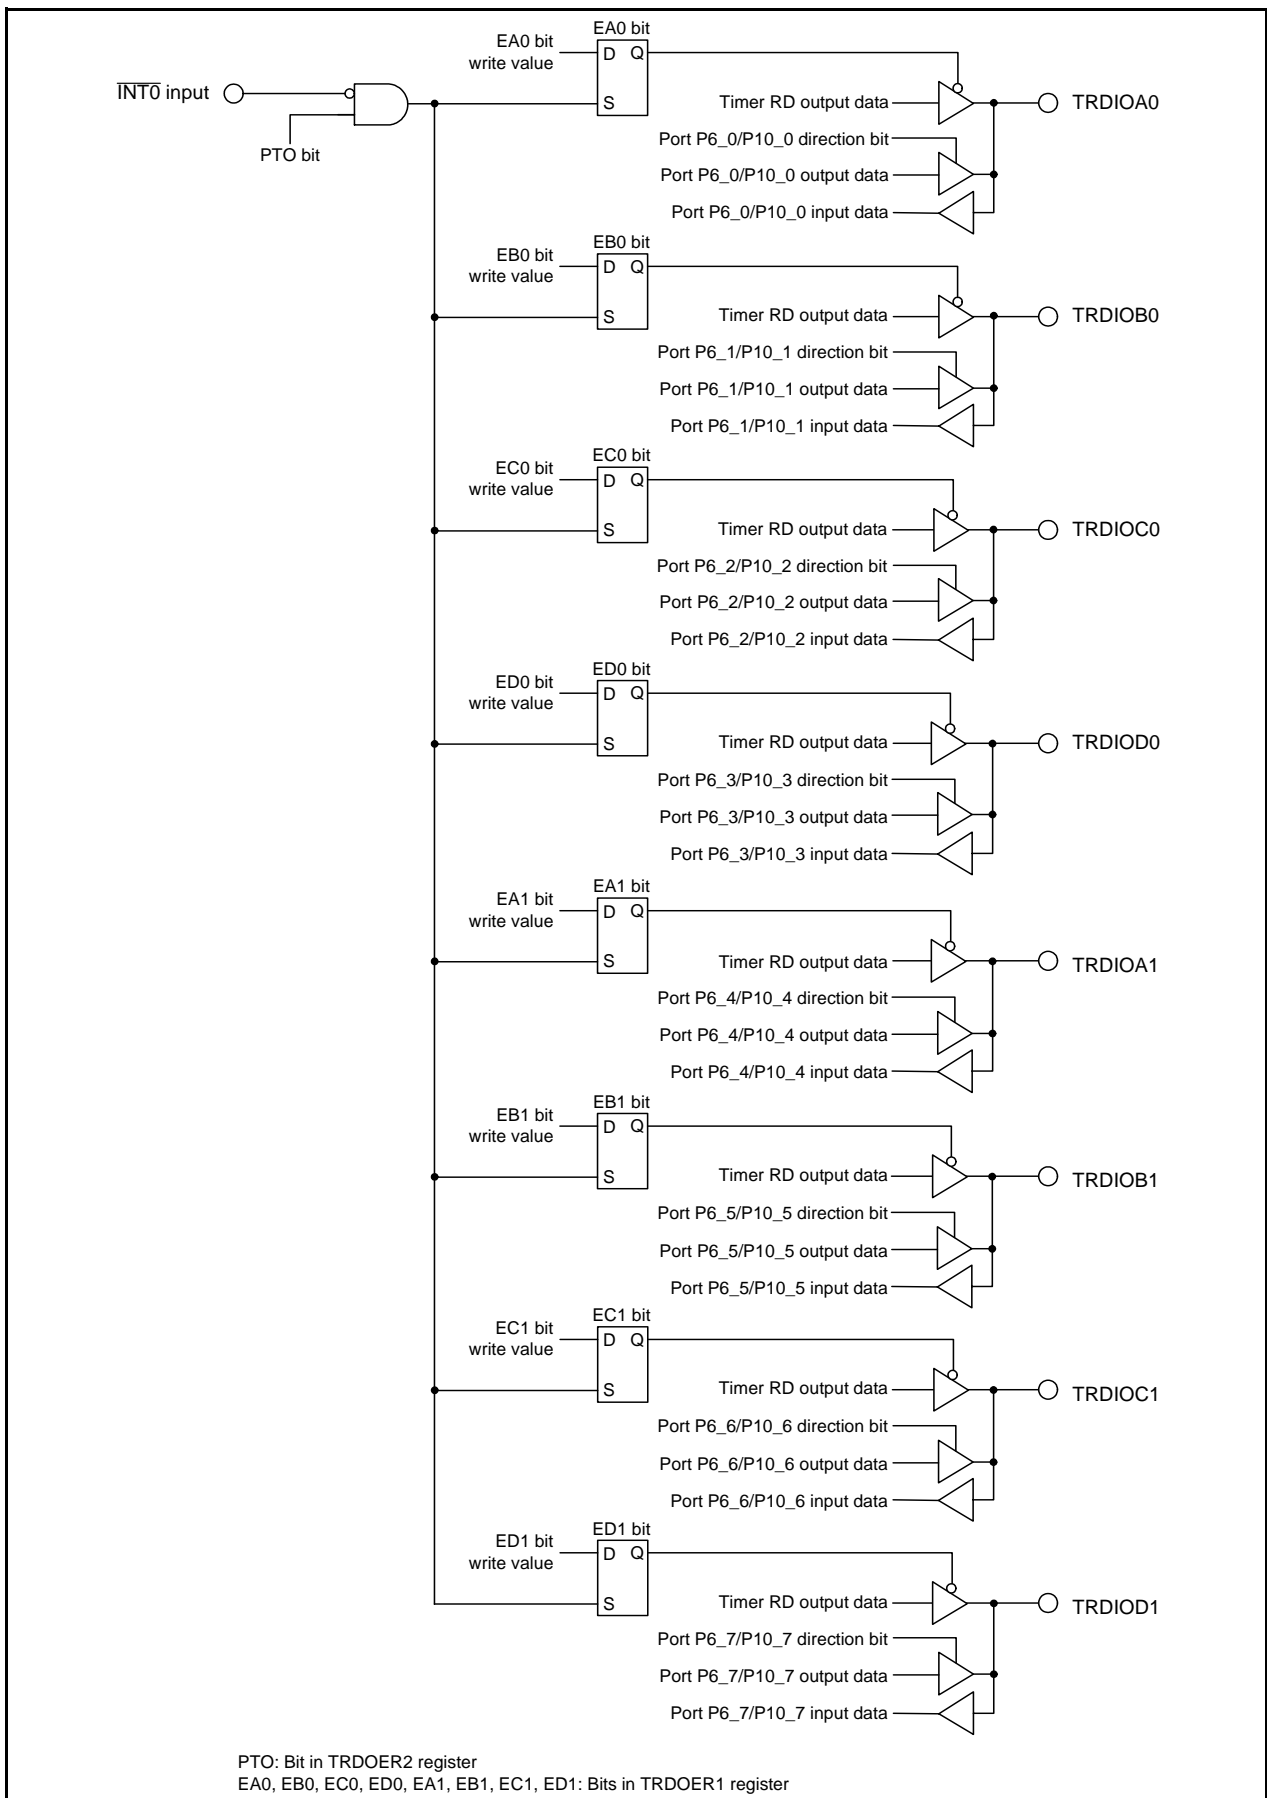 EA0 bit
EA0 bit
write value
D Q
S
INT0 input
PTO bit
Timer RD output data
TRDIOA0
Port P6_0/P10_0 direction bit
Port P6_0/P10_0 output data
Port P6_0/P10_0 input data
EB0 bit
EB0 bit
write value
D Q
S
Timer RD output data
TRDIOB0
Port P6_1/P10_1 direction bit
Port P6_1/P10_1 output data
Port P6_1/P10_1 input data
EC0 bit
EC0 bit
write value
D Q
S
Timer RD output data
TRDIOC0
Port P6_2/P10_2 direction bit
Port P6_2/P10_2 output data
Port P6_2/P10_2 input data
ED0 bit
ED0 bit
write value
D Q
S
Timer RD output data
TRDIOD0
Port P6_3/P10_3 direction bit
Port P6_3/P10_3 output data
Port P6_3/P10_3 input data
EA1 bit
EA1 bit
write value
D Q
S
Timer RD output data
TRDIOA1
Port P6_4/P10_4 direction bit
Port P6_4/P10_4 output data
Port P6_4/P10_4 input data
EB1 bit
EB1 bit
write value
D Q
S
Timer RD output data
TRDIOB1
Port P6_5/P10_5 direction bit
Port P6_5/P10_5 output data
Port P6_5/P10_5 input data
EC1 bit
EC1 bit
write value
D Q
S
Timer RD output data
TRDIOC1
Port P6_6/P10_6 direction bit
Port P6_6/P10_6 output data
Port P6_6/P10_6 input data
ED1 bit
ED1 bit
write value
D Q
S
Timer RD output data
TRDIOD1
Port P6_7/P10_7 direction bit
Port P6_7/P10_7 output data
Port P6_7/P10_7 input data
PTO: Bit in TRDOER2 register
EA0, EB0, EC0, ED0, EA1, EB1, EC1, ED1: Bits in TRDOER1 register